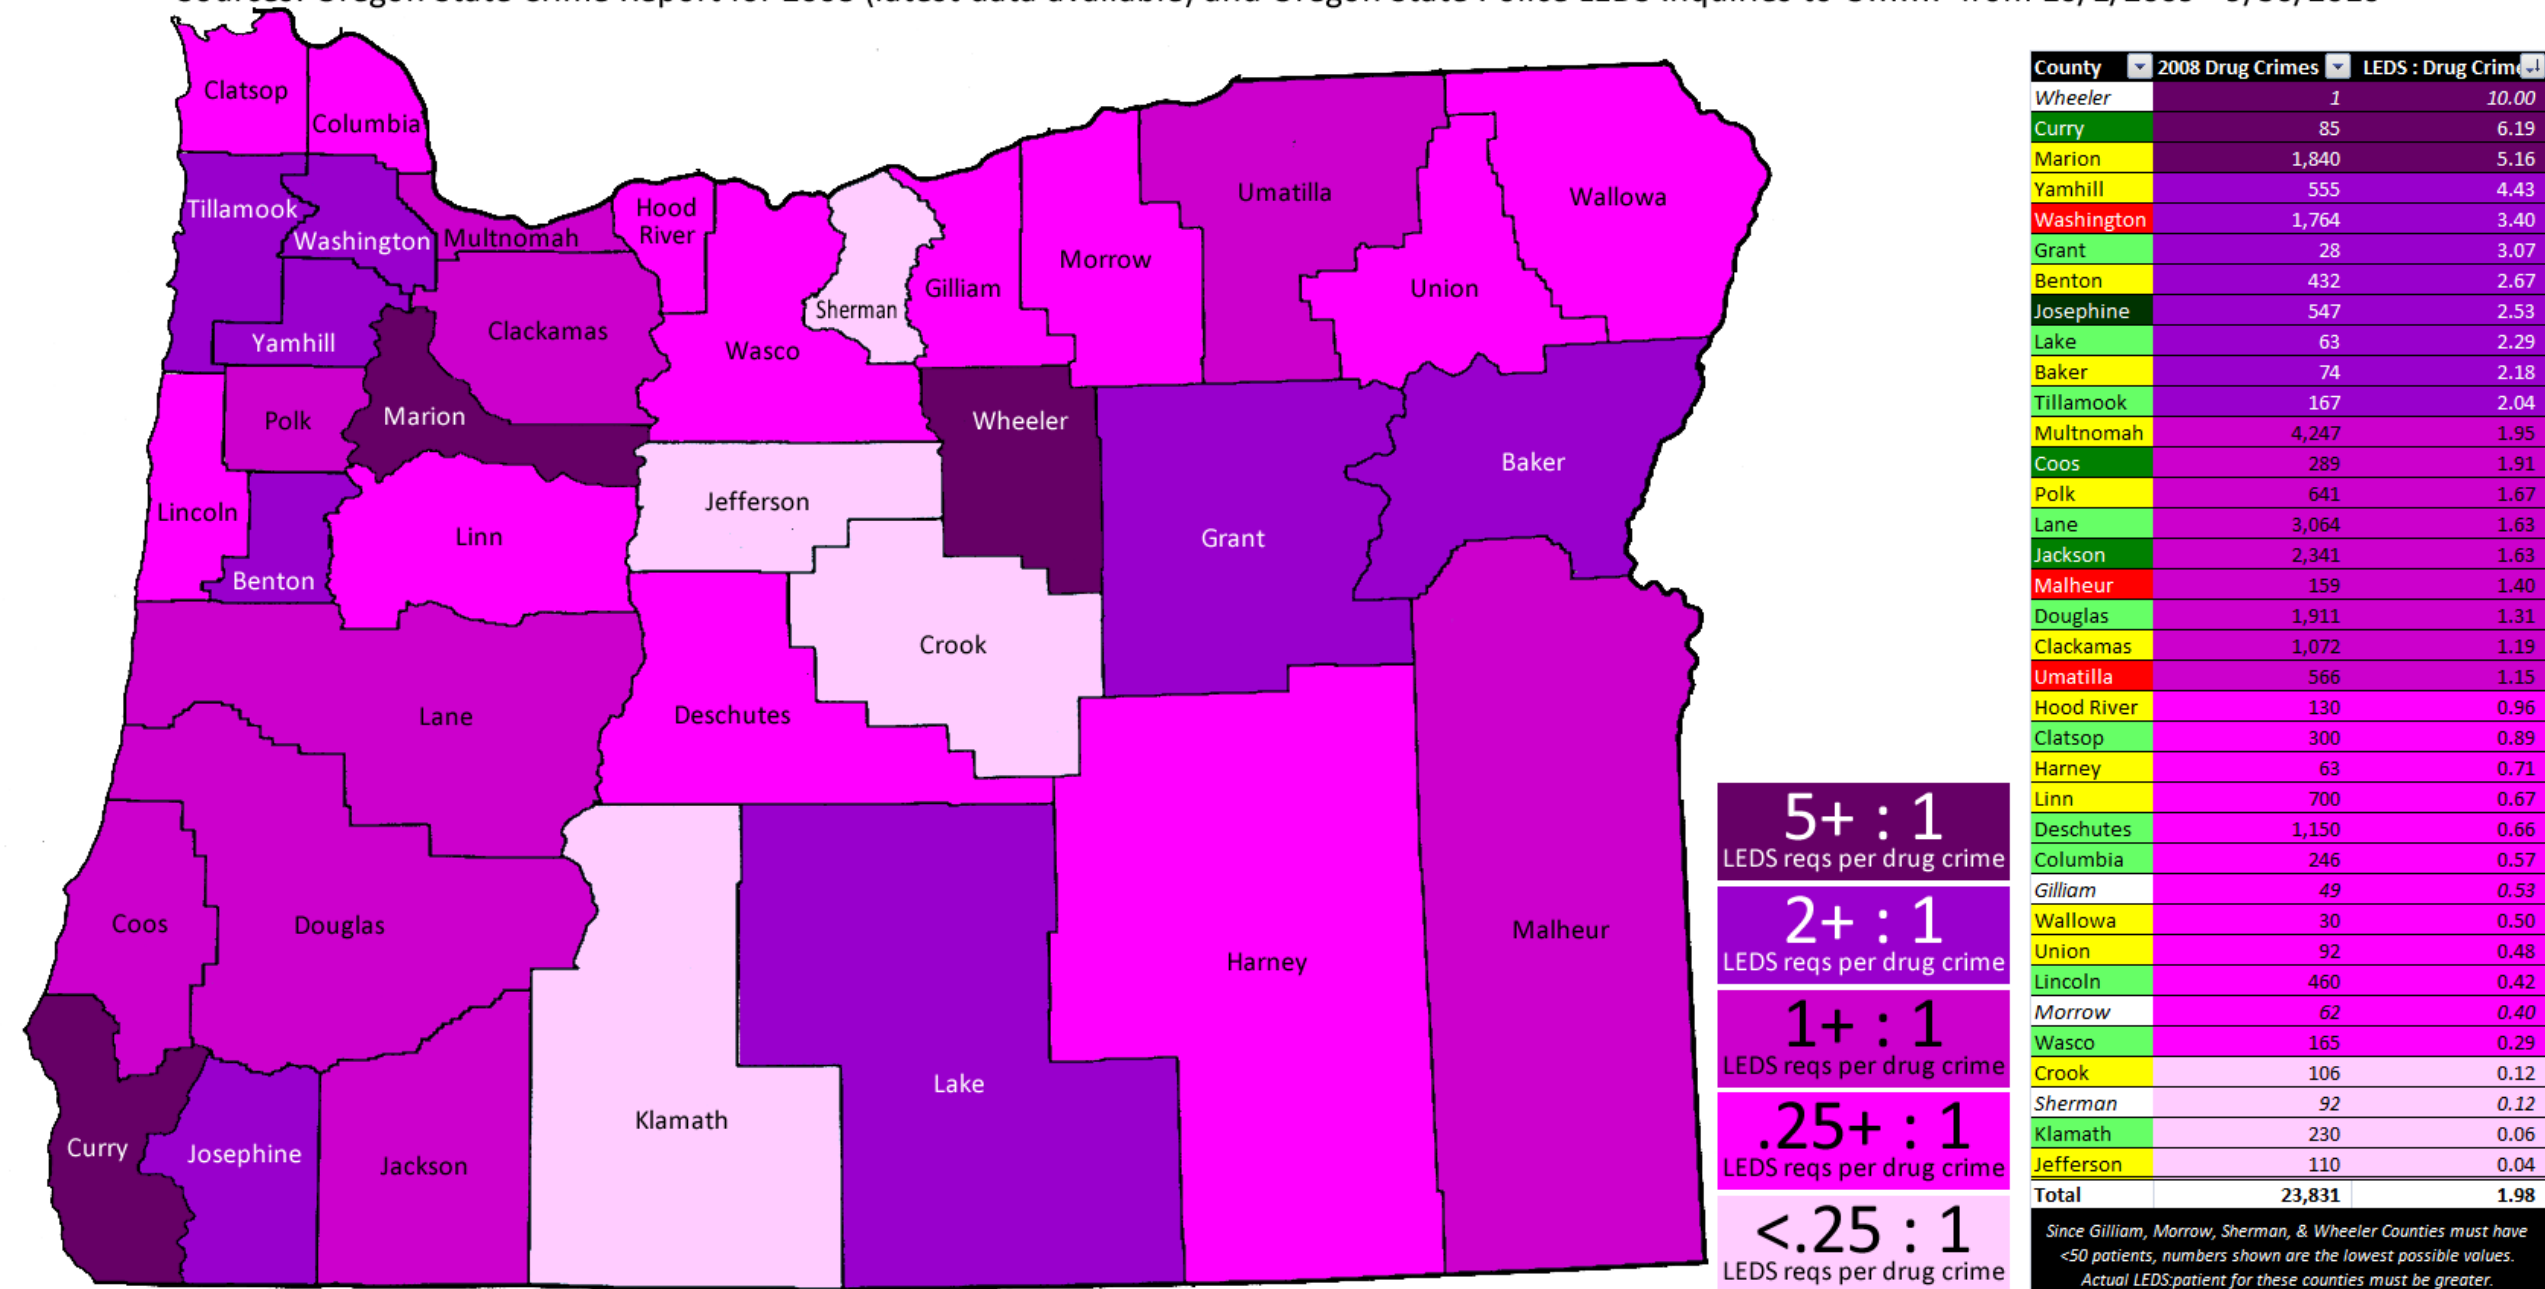 Clatsop
Columbia
Tillamook
Washington
Multnomah
Hood
River
Sherman
Gilliam
Morrow
Umatilla
Union
Wallowa
Yamhill
Clackamas
Wasco
Polk
Marion
Wheeler
Baker
Lincoln
Linn
Jefferson
Grant
Benton
Crook
Lane
Deschutes
Coos
Douglas
Harney
Malheur
Curry
Josephine
Jackson
Klamath
Lake
5+ : 1
LEDS reqs per drug crime
2+ : 1
LEDS reqs per drug crime
1+ : 1
LEDS reqs per drug crime
.25+ : 1
LEDS reqs per drug crime
<.25 : 1
LEDS reqs per drug crime
County 2008 Drug Crimes LEDS : Drug Crim
Wheeler 1 10.00
Curry 85 6.19
Marion 1,840 5.16
Yamhill 555 4.43
Washington 1,764 3.40
Grant 28 3.07
Benton 432 2.67
Josephine 547 2.53
Lake 63 2.29
Baker 74 2.18
Tillamook 167 2.04
Multnomah 4,247 1.95
Coos 289 1.91
Polk 641 1.67
Lane 3,064 1.63
Jackson 2,341 1.63
Malheur 159 1.40
Douglas 1,911 1.31
Clackamas 1,072 1.19
Umatilla 566 1.15
Hood River 130 0.96
Clatsop 300 0.89
Harney 63 0.71
Linn 700 0.67
Deschutes 1,150 0.66
Columbia 246 0.57
Gilliam 49 0.53
Wallowa 30 0.50
Union 92 0.48
Lincoln 460 0.42
Morrow 62 0.40
Wasco 165 0.29
Crook 106 0.12
Sherman 92 0.12
Klamath 230 0.06
Jefferson 110 0.04
Total 23,831 1.98
Since Gilliam, Morrow, Sherman, & Wheeler Counties must have
<50 patients, numbers shown are the lowest possible values.
Actual LEDS:patient for these counties must be greater.